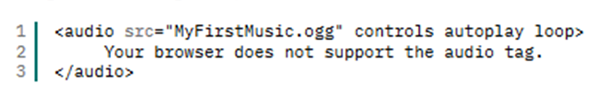 1 <audio src="MyFirstMusic.ogg" controls autoplay loop>
2 Your browser does not support the audio tag.
3 </audio>